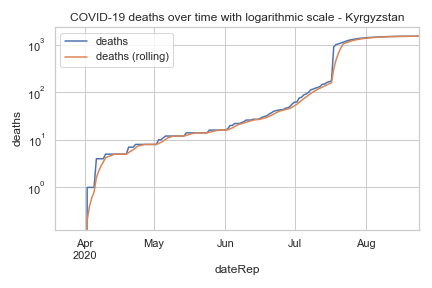 COVID-19 deaths over time with logarithmic scale - Kyrgyzstan
deaths
deaths (rolling)
10³
10²
10¹
10⁰
deaths
Apr
2020
May
Jun
Jul
Aug
dateRep